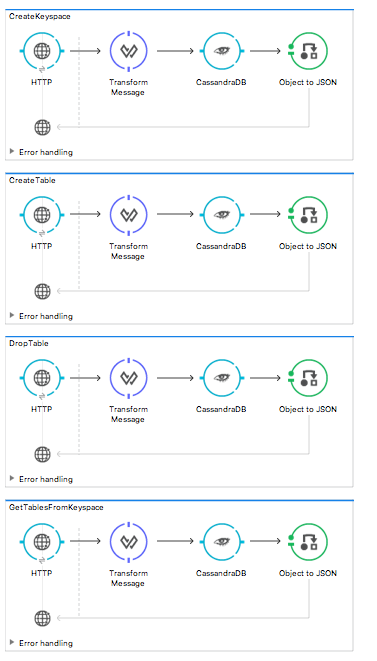 CreateKeyspace
HTTP
Transform
Message
CassandraDB
Object to JSON
Error handling
CreateTable
HTTP
Transform
Message
CassandraDB
Object to JSON
Error handling
DropTable
HTTP
Transform
Message
CassandraDB
Object to JSON
Error handling
GetTablesFromKeyspace
HTTP
Transform
Message
CassandraDB
Object to JSON
Error handling